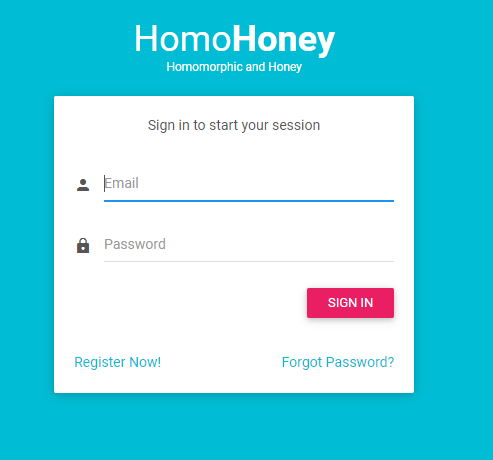 HomoHoney
Homomorphic and Honey
Sign in to start your session
Email
Password
SIGN IN
Register Now! Forgot Password?